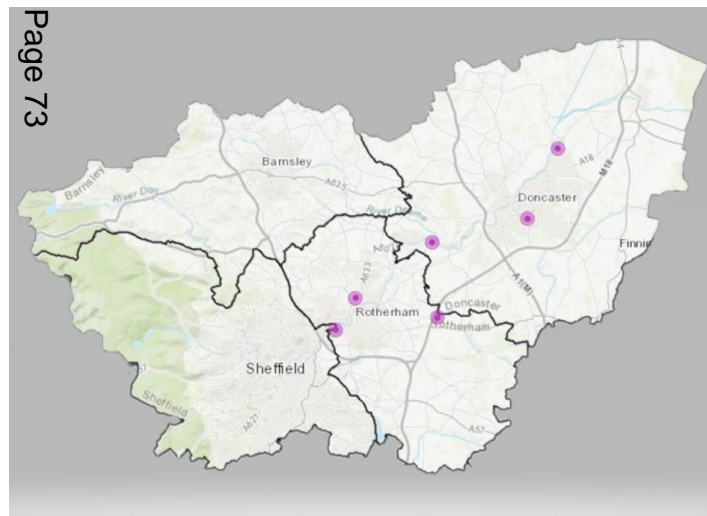 Page 73
Barnsley
Barnsley
River Don
A635
River Dearne
A18
M18
Doncaster
A633
A1(M)
Doncaster
Rotherham
Rotherham
Sheffield
Sheffield
A621
A57